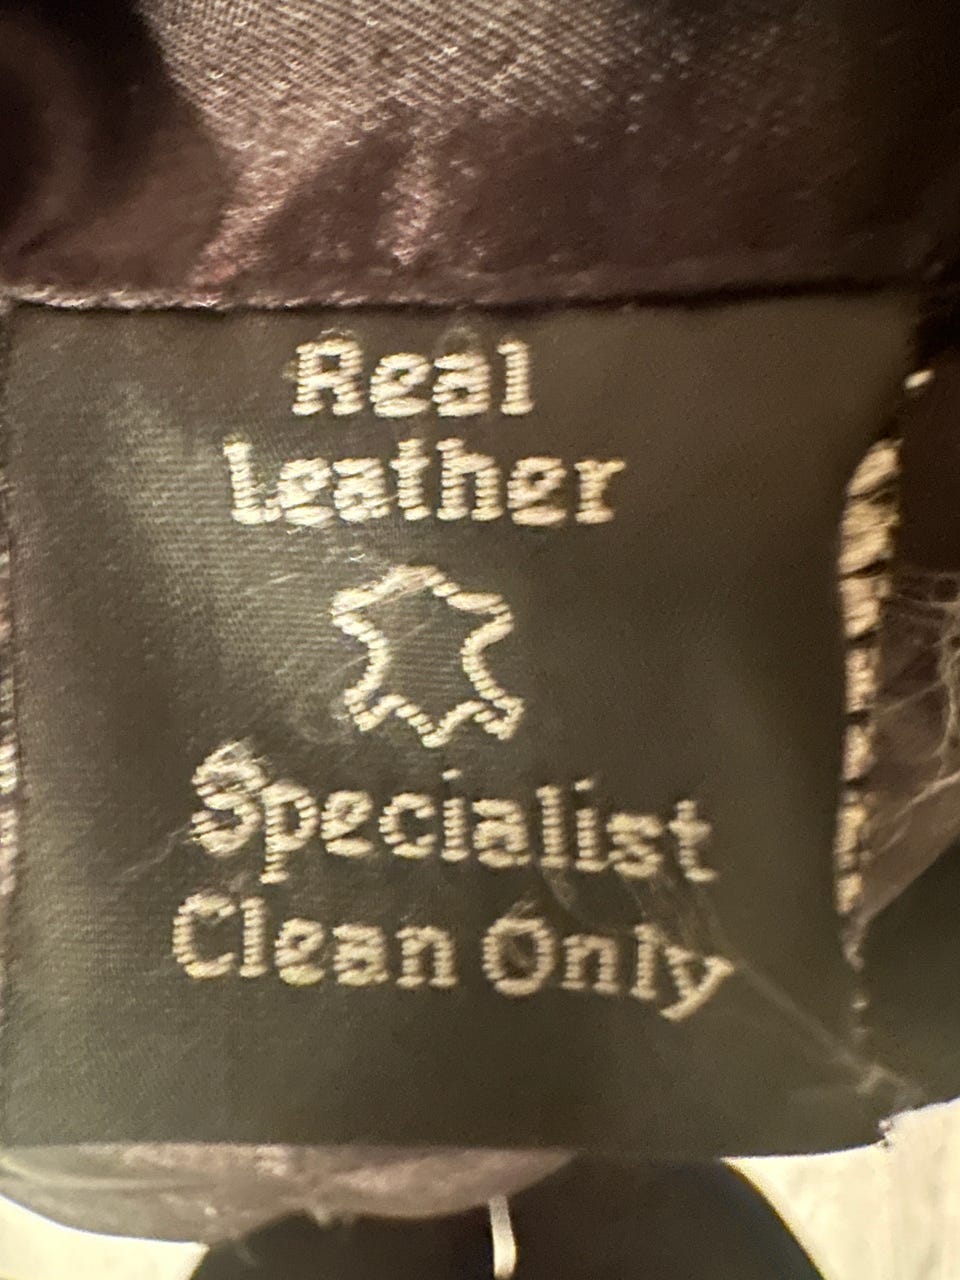 Real
Leather
Specialist
Clean Only